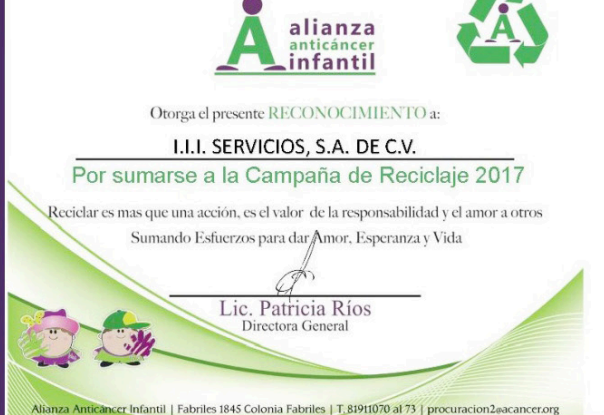 alianza
anticáncer
infantil
Otorga el presente RECONOCIMIENTO a:
I.I.I. SERVICIOS, S.A. DE C.V.
Por sumarse a la Campaña de Reciclaje 2017
Reciclar es mas que una acción, es el valor de la responsabilidad y el amor a otros
Sumando Esfuerzos para dar Amor, Esperanza y Vida
Lic. Patricia Ríos
Directora General
Alianza Anticáncer Infantil | Fabriles 1845 Colonia Fabriles | T. 81911070 al 73 | procuracion2@acancer.org